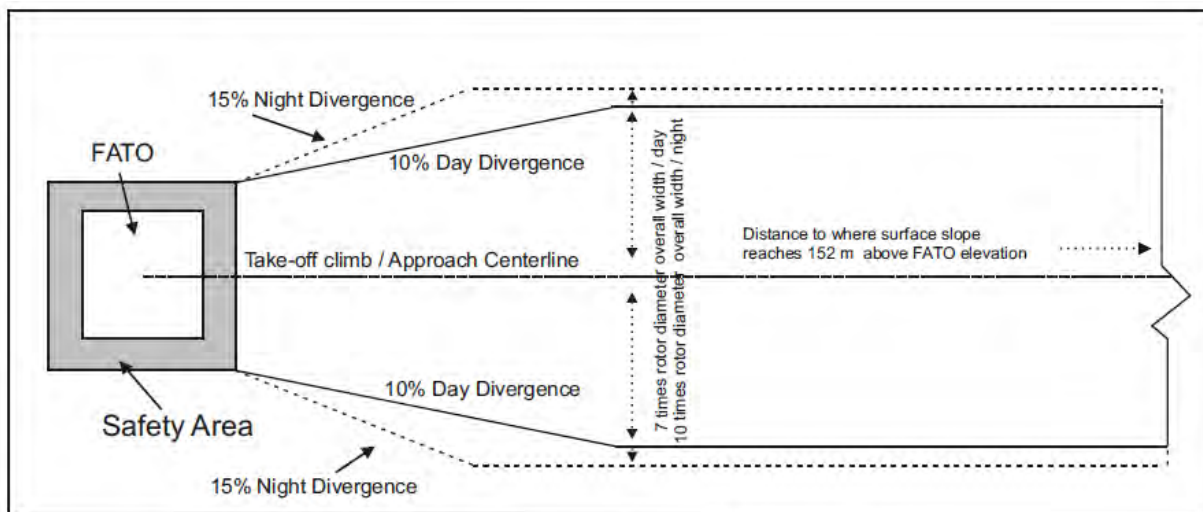 15% Night Divergence
FATO
10% Day Divergence
Take-off climb / Approach Centerline
7 times rotor diameter overall width / day
10 times rotor diameter overall width / night
Distance to where surface slope
reaches 152 m above FATO elevation
10% Day Divergence
Safety Area
15% Night Divergence